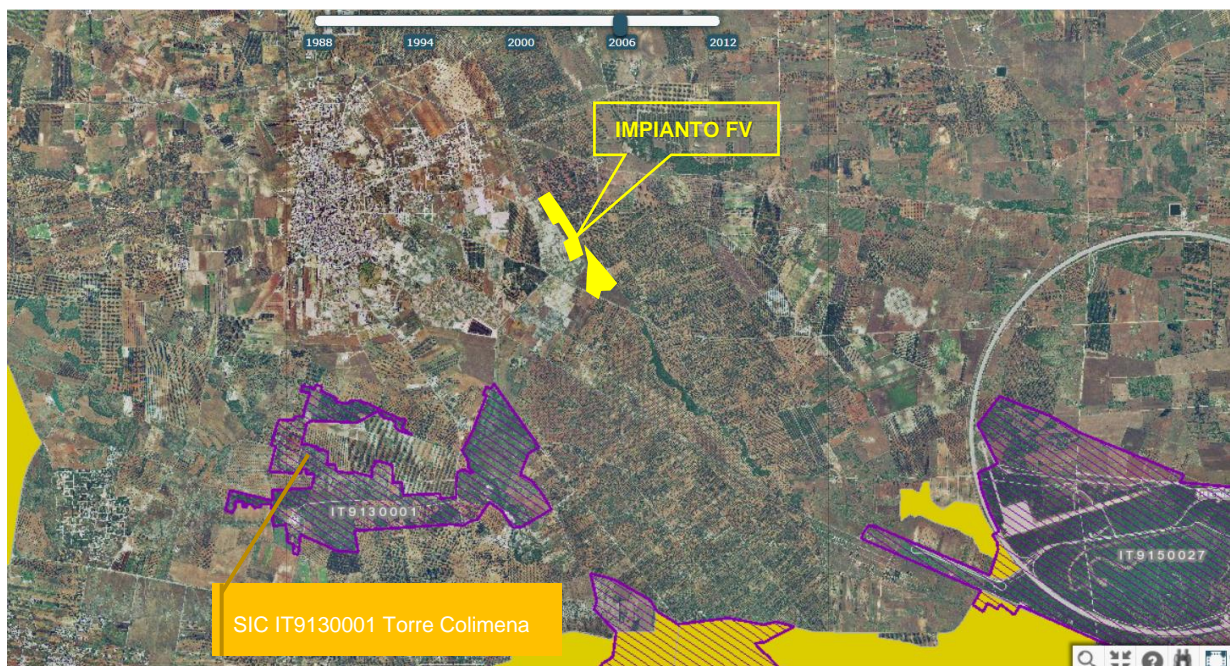 1988 1994 2000 2006 2012
IMPIANTO FV
IT9130001
IT9150027
SIC IT9130001 Torre Colimena